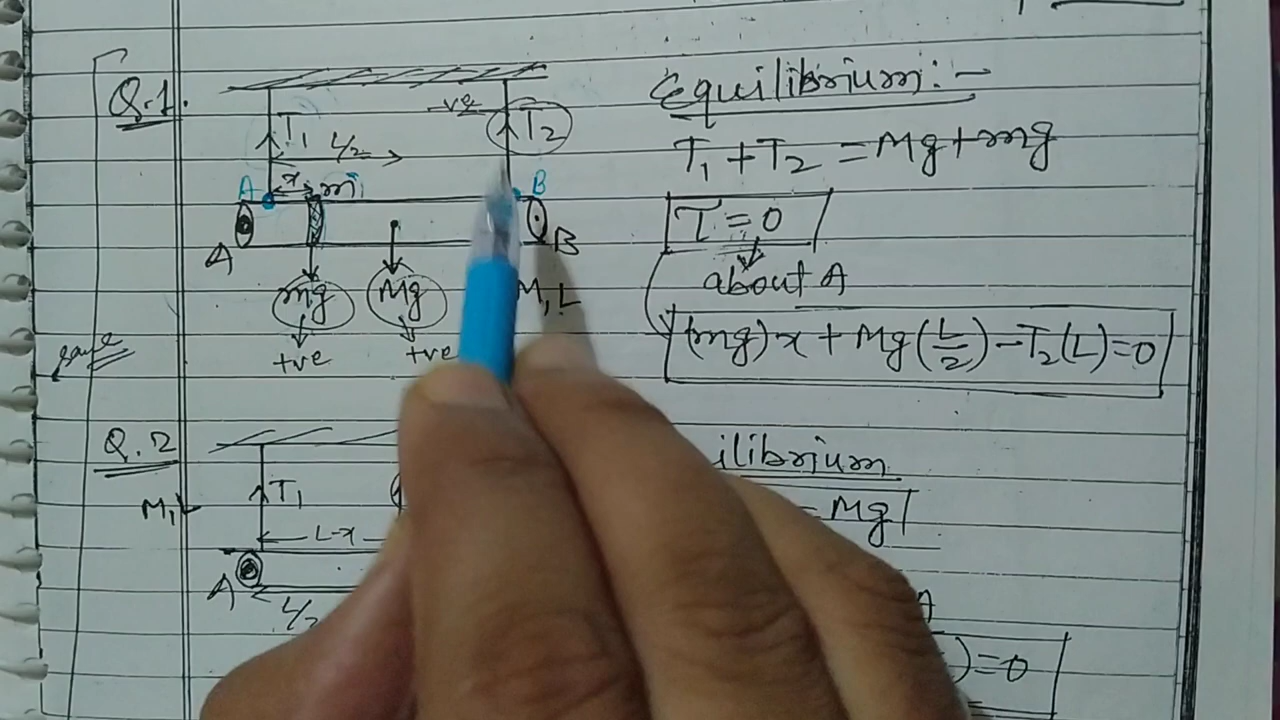 Q.1.
T1
L/2
-ve
T2
A
x
m
B
A
B
mg
Mg
M, L
+ve
+ve
same
Equilibrium:-
T1 + T2 = Mg + mg
τ = 0
about A
(mg)x + Mg(L/2) - T2(L) = 0
Q.2
M, L
T1
L-x
A
L/2
ilibrium
= Mg
A
) = 0